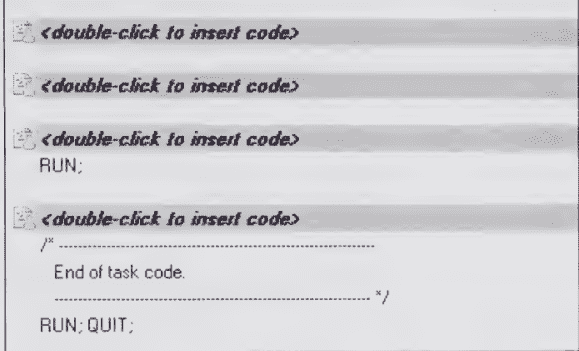 <double-click to insert code>
<double-click to insert code>
<double-click to insert code>
RUN;
<double-click to insert code>
/* -------------------------------------------------------
End of task code.
------------------------------------------------------- */
RUN; QUIT;